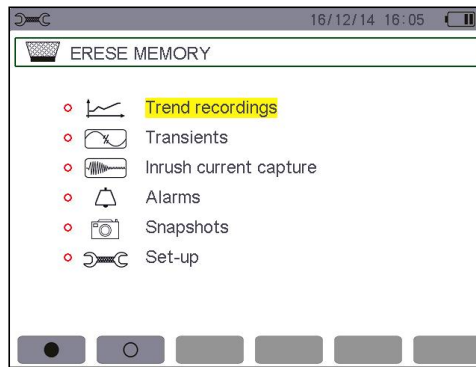 16/12/14 16:05
ERESE MEMORY
Trend recordings
Transients
Inrush current capture
Alarms
Snapshots
Set-up